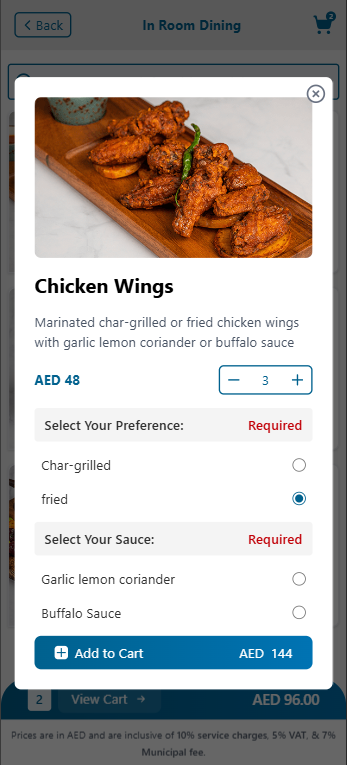 Back
In Room Dining
2
Chicken Wings
Marinated char-grilled or fried chicken wings
with garlic lemon coriander or buffalo sauce
AED 48
3
Select Your Preference:
Required
Char-grilled
fried
Select Your Sauce:
Required
Garlic lemon coriander
Buffalo Sauce
Add to Cart
AED 144
2
View Cart
AED 96.00
Prices are in AED and are inclusive of 10% service charges, 5% VAT, & 7%
Municipal fee.